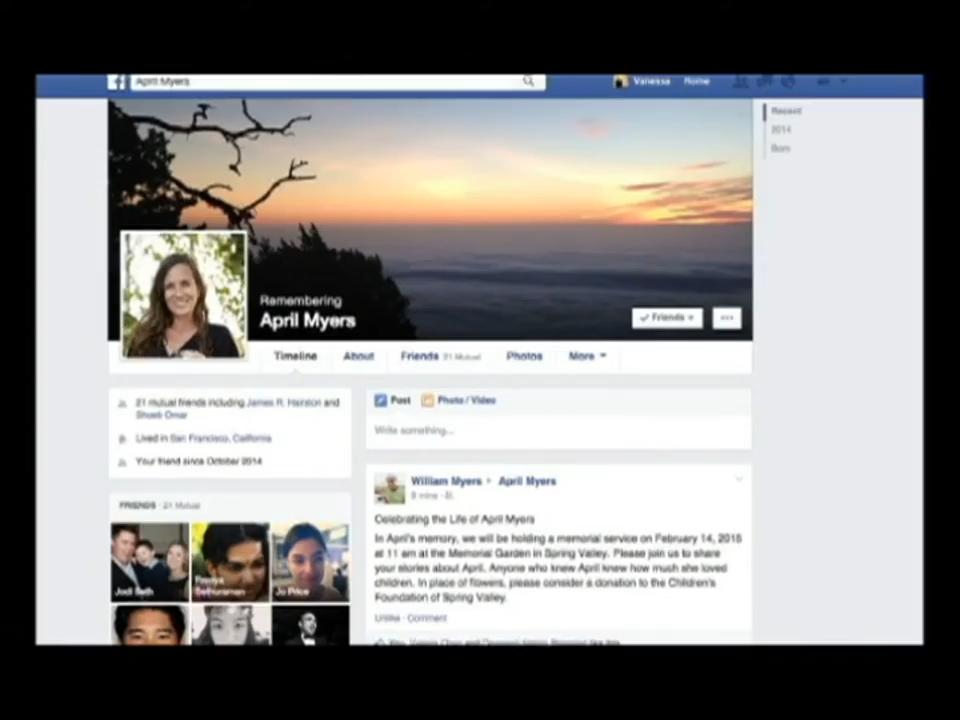 April Myers
Vanessa
Home
Recent
2014
Born
Remembering
April Myers
Friends
Timeline
About
Friends 21 Mutual
Photos
More
21 mutual friends including James R. Hairston and
Shoeb Omar
Lived in San Francisco, California
Your friend since October 2014
Post
Photo / Video
Write something...
FRIENDS · 21 Mutual
Jodi Seth
Jo Price
William Myers
April Myers
8 mins
Celebrating the Life of April Myers
In April's memory, we will be holding a memorial service on February 14, 2015
at 11 am at the Memorial Garden in Spring Valley. Please join us to share
your stories about April. Anyone who knew April knew how much she loved
children. In place of flowers, please consider a donation to the Children's
Foundation of Spring Valley.
Unlike · Comment